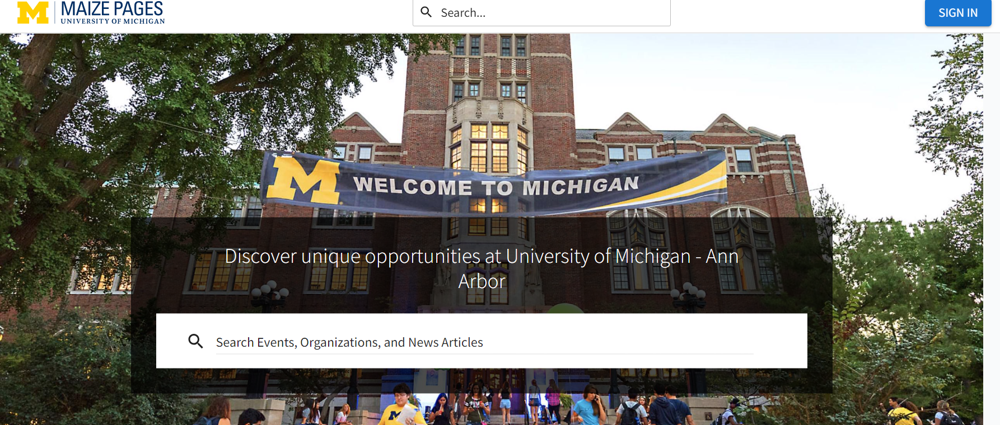 M
MAIZE PAGES
UNIVERSITY OF MICHIGAN
Search...
SIGN IN
M WELCOME TO MICHIGAN
Discover unique opportunities at University of Michigan - Ann
Arbor
Search Events, Organizations, and News Articles
M